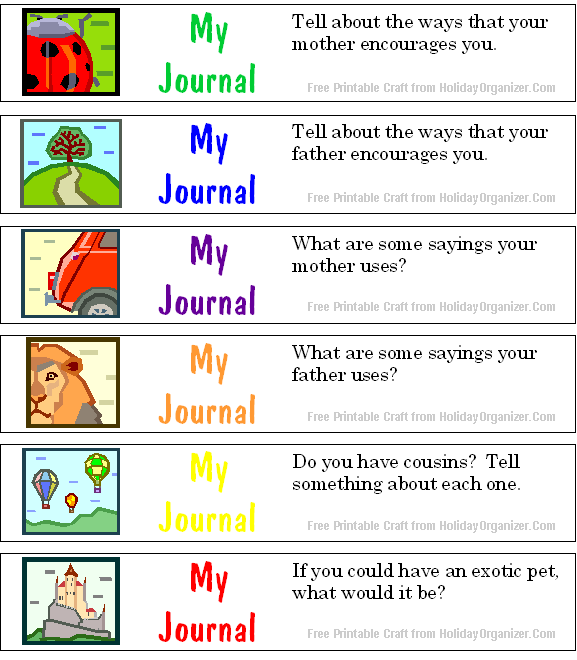 My
Journal
Tell about the ways that your
mother encourages you.
Free Printable Craft from HolidayOrganizer.Com
My
Journal
Tell about the ways that your
father encourages you.
Free Printable Craft from HolidayOrganizer.Com
My
Journal
What are some sayings your
mother uses?
Free Printable Craft from HolidayOrganizer.Com
My
Journal
What are some sayings your
father uses?
Free Printable Craft from HolidayOrganizer.Com
My
Journal
Do you have cousins?  Tell
something about each one.
Free Printable Craft from HolidayOrganizer.Com
My
Journal
If you could have an exotic pet,
what would it be?
Free Printable Craft from HolidayOrganizer.Com